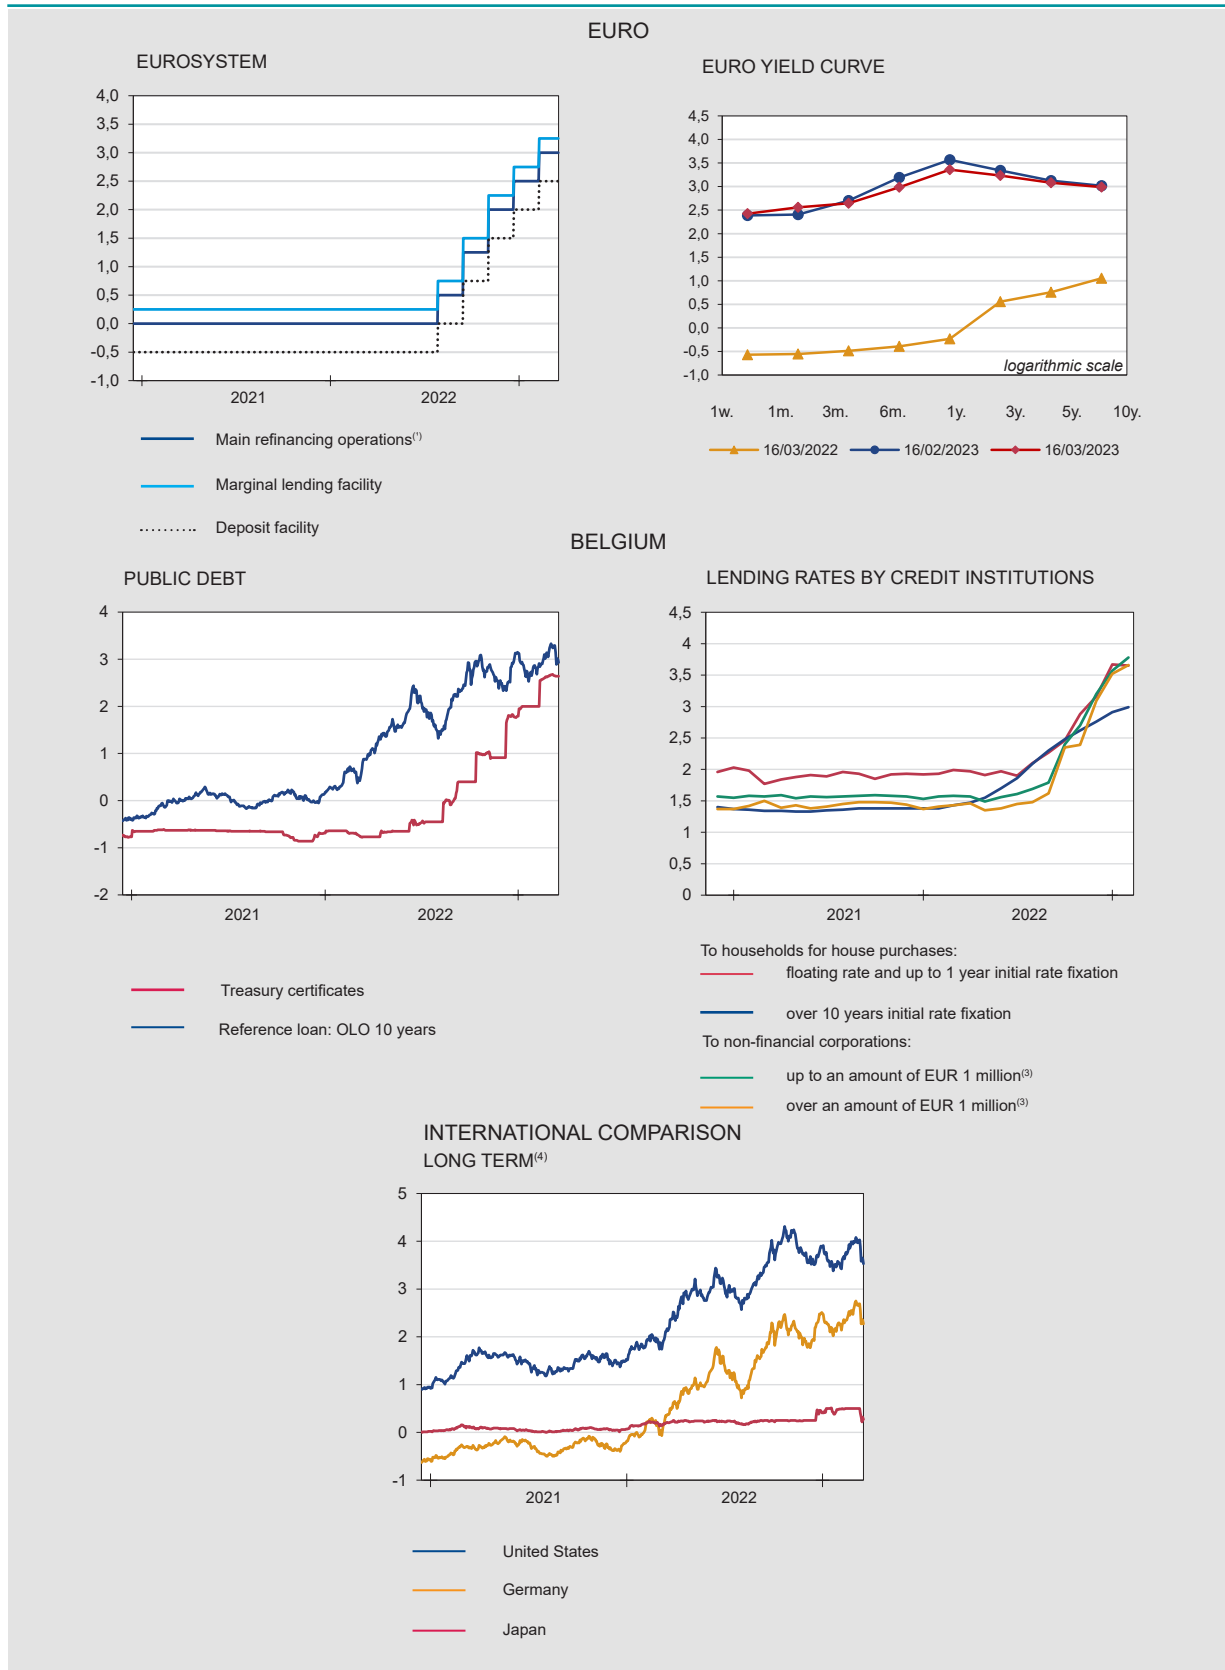 EURO
EUROSYSTEM
4,0
3,5
3,0
2,5
2,0
1,5
1,0
0,5
0,0
-0,5
-1,0
2021 2022
Main refinancing operations(¹)
Marginal lending facility
Deposit facility
EURO YIELD CURVE
4,5
4,0
3,5
3,0
2,5
2,0
1,5
1,0
0,5
0,0
-0,5
-1,0
logarithmic scale
1w. 1m. 3m. 6m. 1y. 3y. 5y. 10y.
16/03/2022 16/02/2023 16/03/2023
BELGIUM
PUBLIC DEBT
4
3
2
1
0
-1
-2
2021 2022
Treasury certificates
Reference loan: OLO 10 years
LENDING RATES BY CREDIT INSTITUTIONS
4,5
4
3,5
3
2,5
2
1,5
1
0,5
0
2021 2022
To households for house purchases:
floating rate and up to 1 year initial rate fixation
over 10 years initial rate fixation
To non-financial corporations:
up to an amount of EUR 1 million(3)
over an amount of EUR 1 million(3)
INTERNATIONAL COMPARISON
LONG TERM(4)
5
4
3
2
1
0
-1
2021 2022
United States
Germany
Japan